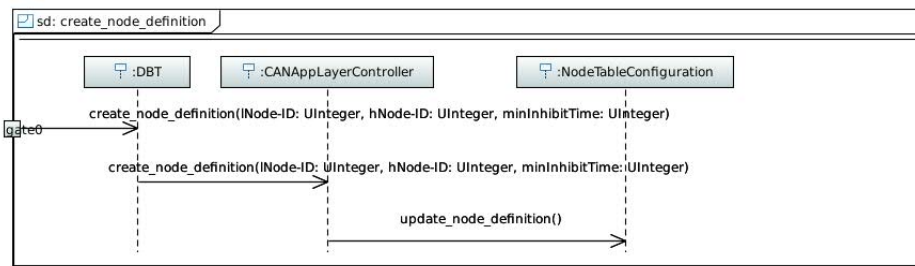 sd: create_node_definition
:DBT
:CANAppLayerController
:NodeTableConfiguration
create_node_definition(lNode-ID: UInteger, hNode-ID: UInteger, minInhibitTime: UInteger)
gate0
create_node_definition(lNode-ID: UInteger, hNode-ID: UInteger, minInhibitTime: UInteger)
update_node_definition()